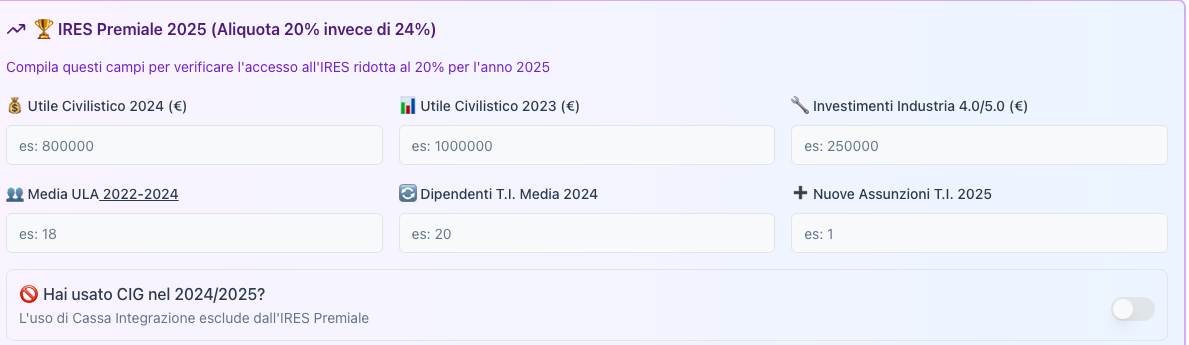 IRES Premiale 2025 (Aliquota 20% invece di 24%)
Compila questi campi per verificare l'accesso all'IRES ridotta al 20% per l'anno 2025
Utile Civilistico 2024 (€)
Utile Civilistico 2023 (€)
Investimenti Industria 4.0/5.0 (€)
es: 800000
es: 1000000
es: 250000
Media ULA 2022-2024
Dipendenti T.I. Media 2024
Nuove Assunzioni T.I. 2025
es: 18
es: 20
es: 1
Hai usato CIG nel 2024/2025?
L'uso di Cassa Integrazione esclude dall'IRES Premiale